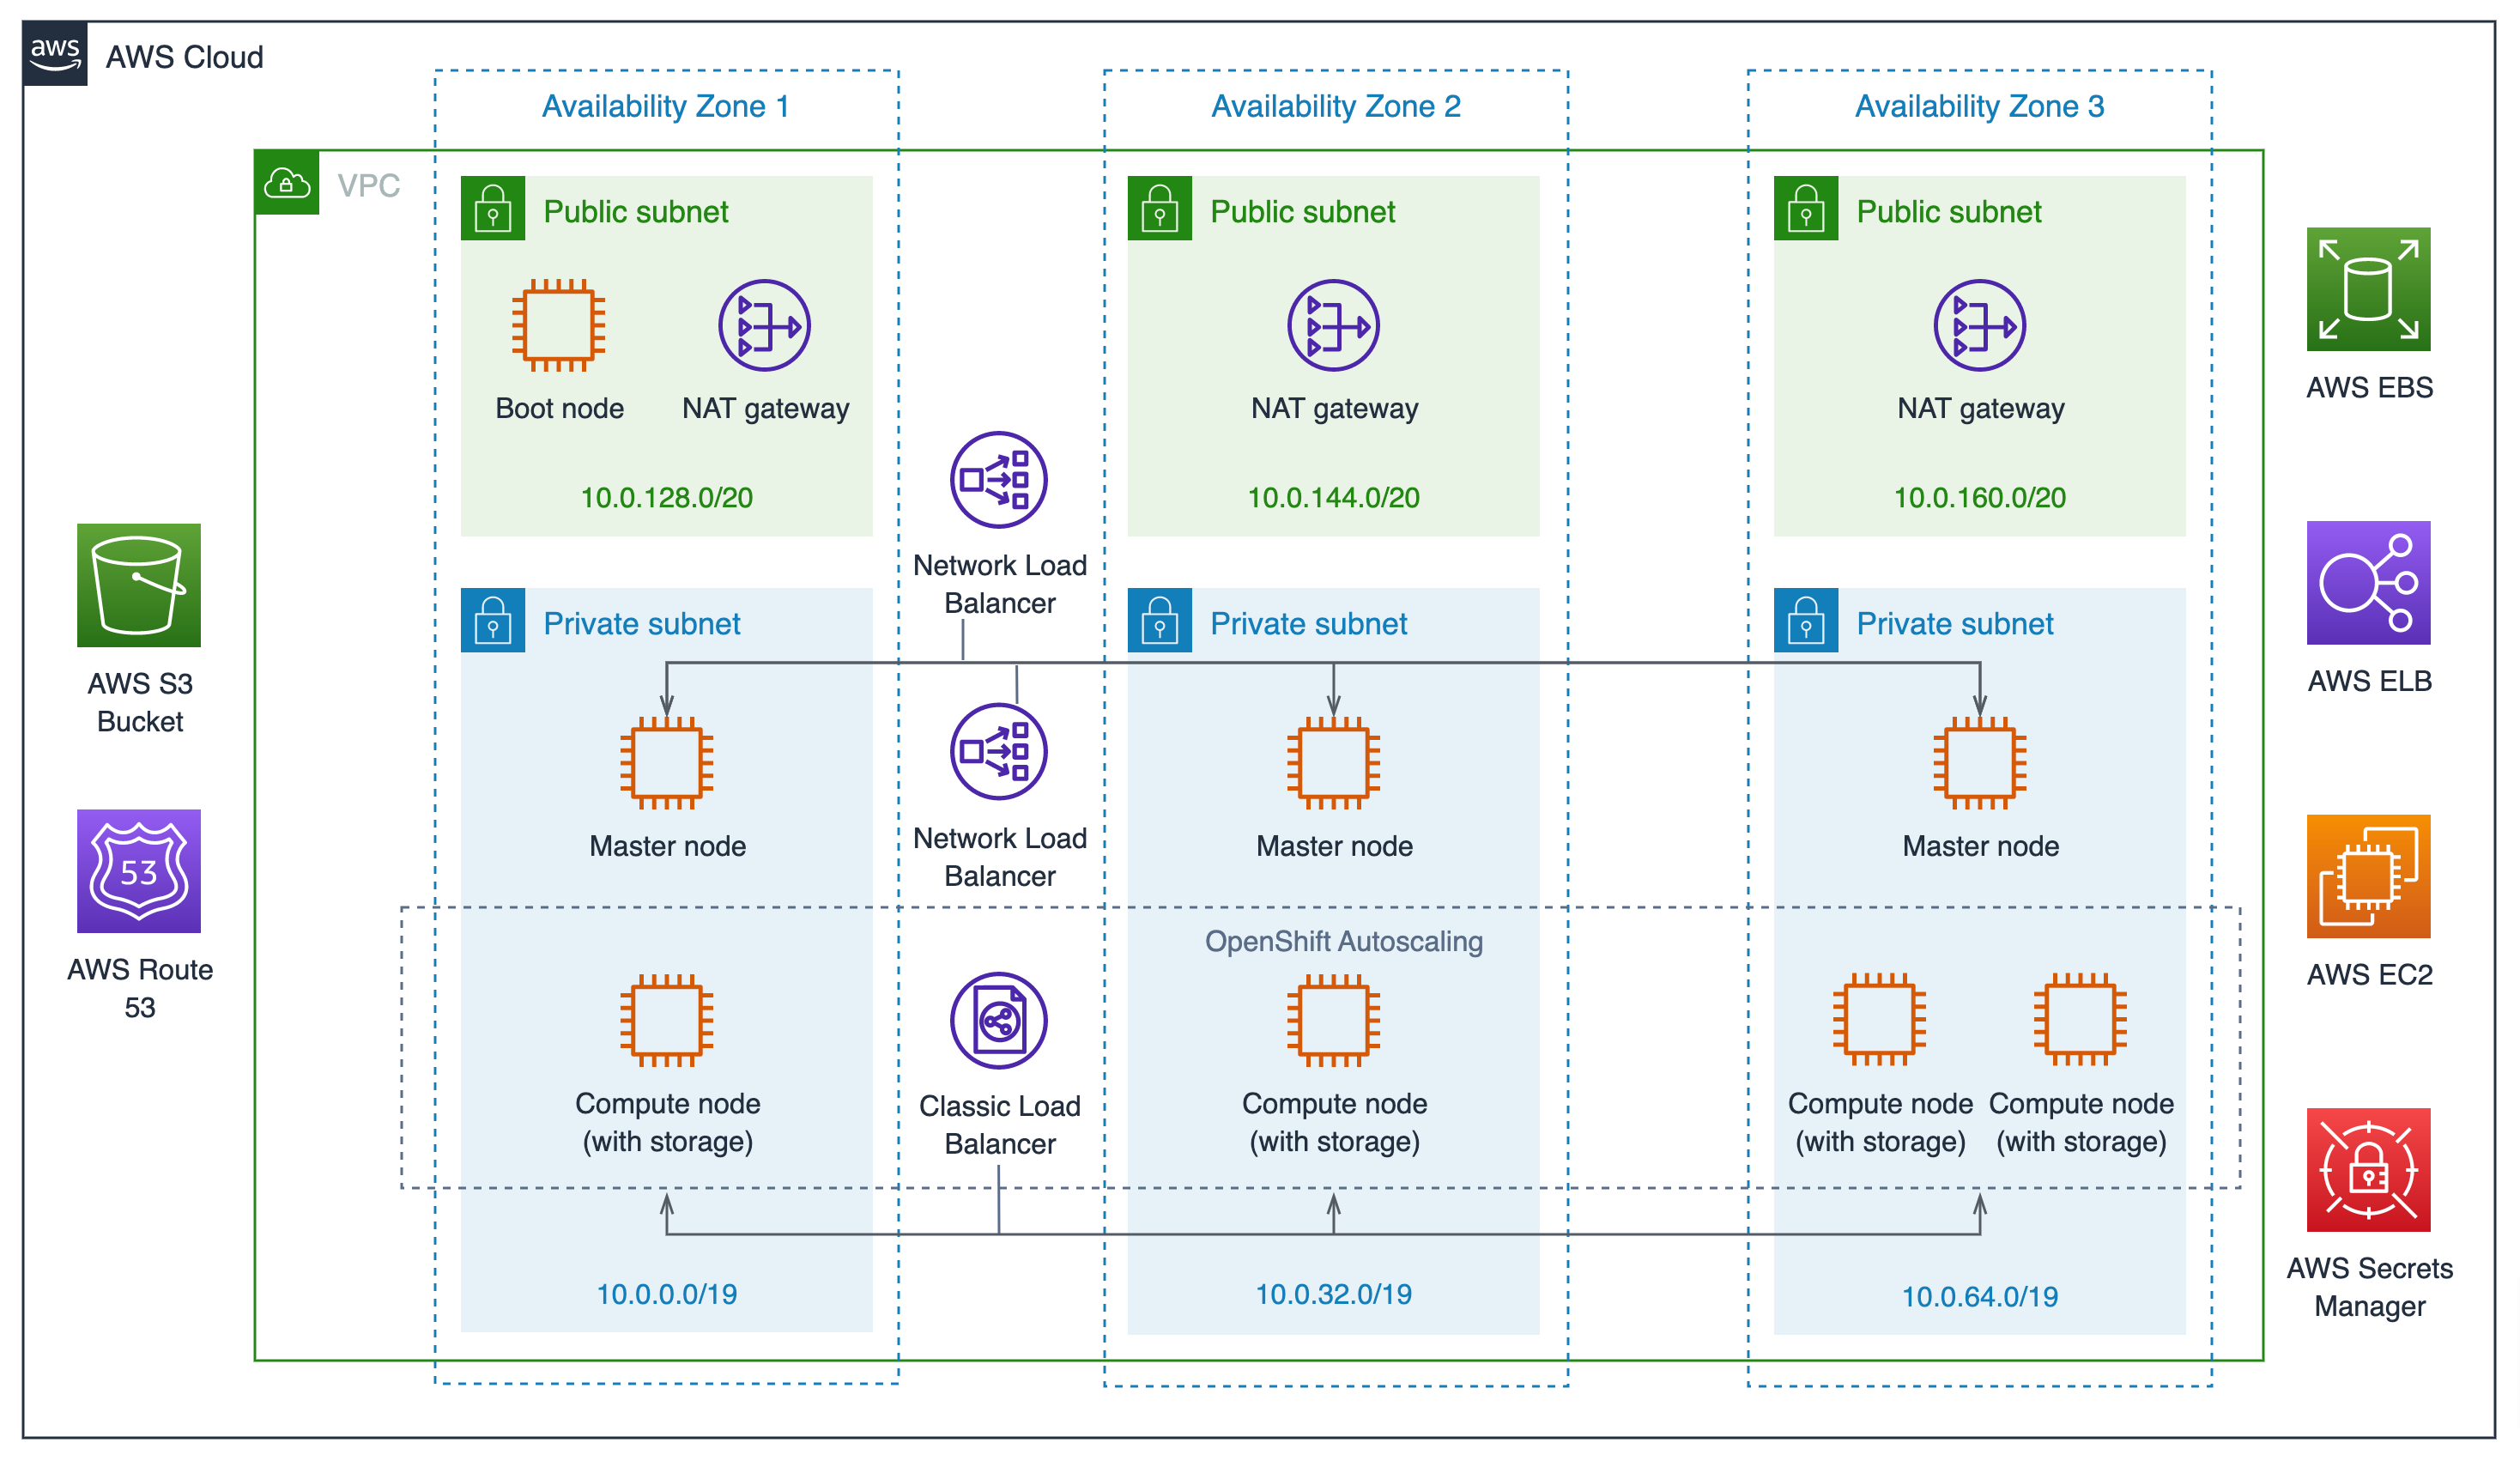 aws
AWS Cloud
Availability Zone 1
Availability Zone 2
Availability Zone 3
VPC
Public subnet
Public subnet
Public subnet
Boot node
NAT gateway
NAT gateway
NAT gateway
AWS EBS
10.0.128.0/20
10.0.144.0/20
10.0.160.0/20
Network Load
Balancer
Private subnet
Private subnet
Private subnet
AWS S3
Bucket
AWS ELB
Master node
Network Load
Balancer
Master node
Master node
53
AWS Route
53
OpenShift Autoscaling
AWS EC2
Compute node
(with storage)
Classic Load
Balancer
Compute node
(with storage)
Compute node
(with storage)
Compute node
(with storage)
10.0.0.0/19
10.0.32.0/19
10.0.64.0/19
AWS Secrets
Manager